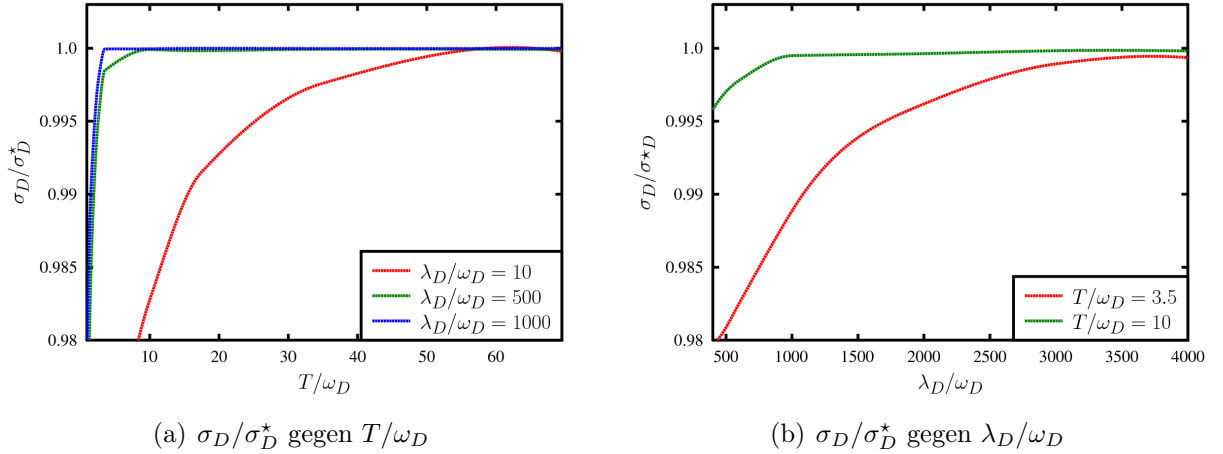 1.0
0.995
0.99
0.985
0.98
σ_D/σ_D^⋆
10 20 30 40 50 60
T/ω_D
λ_D/ω_D = 10
λ_D/ω_D = 500
λ_D/ω_D = 1000
(a) σ_D/σ_D^⋆ gegen T/ω_D
1.0
0.995
0.99
0.985
0.98
σ_D/σ⋆_D
500 1000 1500 2000 2500 3000 3500 4000
λ_D/ω_D
T/ω_D = 3.5
T/ω_D = 10
(b) σ_D/σ_D^⋆ gegen λ_D/ω_D